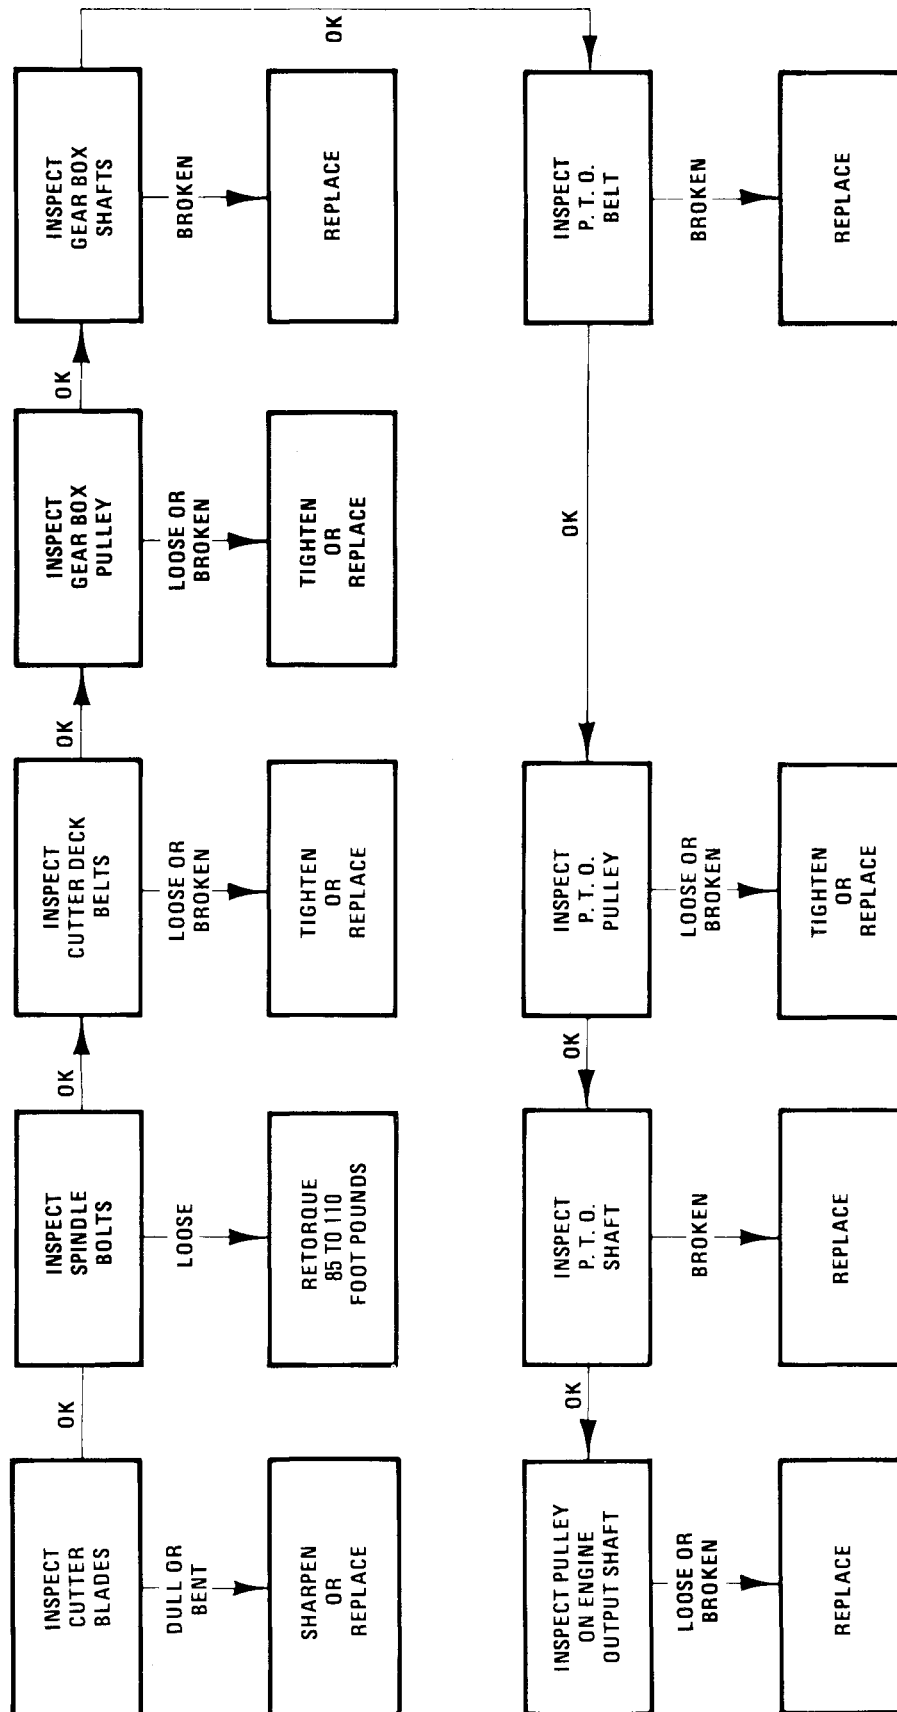 INSPECT
CUTTER
BLADES
OK
INSPECT
SPINDLE
BOLTS
OK
INSPECT
CUTTER DECK
BELTS
OK
INSPECT
GEAR BOX
PULLEY
OK
INSPECT
GEAR BOX
SHAFTS
OK
DULL OR
BENT
LOOSE
LOOSE OR
BROKEN
LOOSE OR
BROKEN
BROKEN
SHARPEN
OR
REPLACE
RETORQUE
85 TO 110
FOOT POUNDS
TIGHTEN
OR
REPLACE
TIGHTEN
OR
REPLACE
REPLACE
INSPECT PULLEY
ON ENGINE
OUTPUT SHAFT
OK
INSPECT
P. T. O.
SHAFT
OK
INSPECT
P. T. O.
PULLEY
OK
INSPECT
P. T. O.
BELT
LOOSE OR
BROKEN
BROKEN
LOOSE OR
BROKEN
BROKEN
REPLACE
REPLACE
TIGHTEN
OR
REPLACE
REPLACE